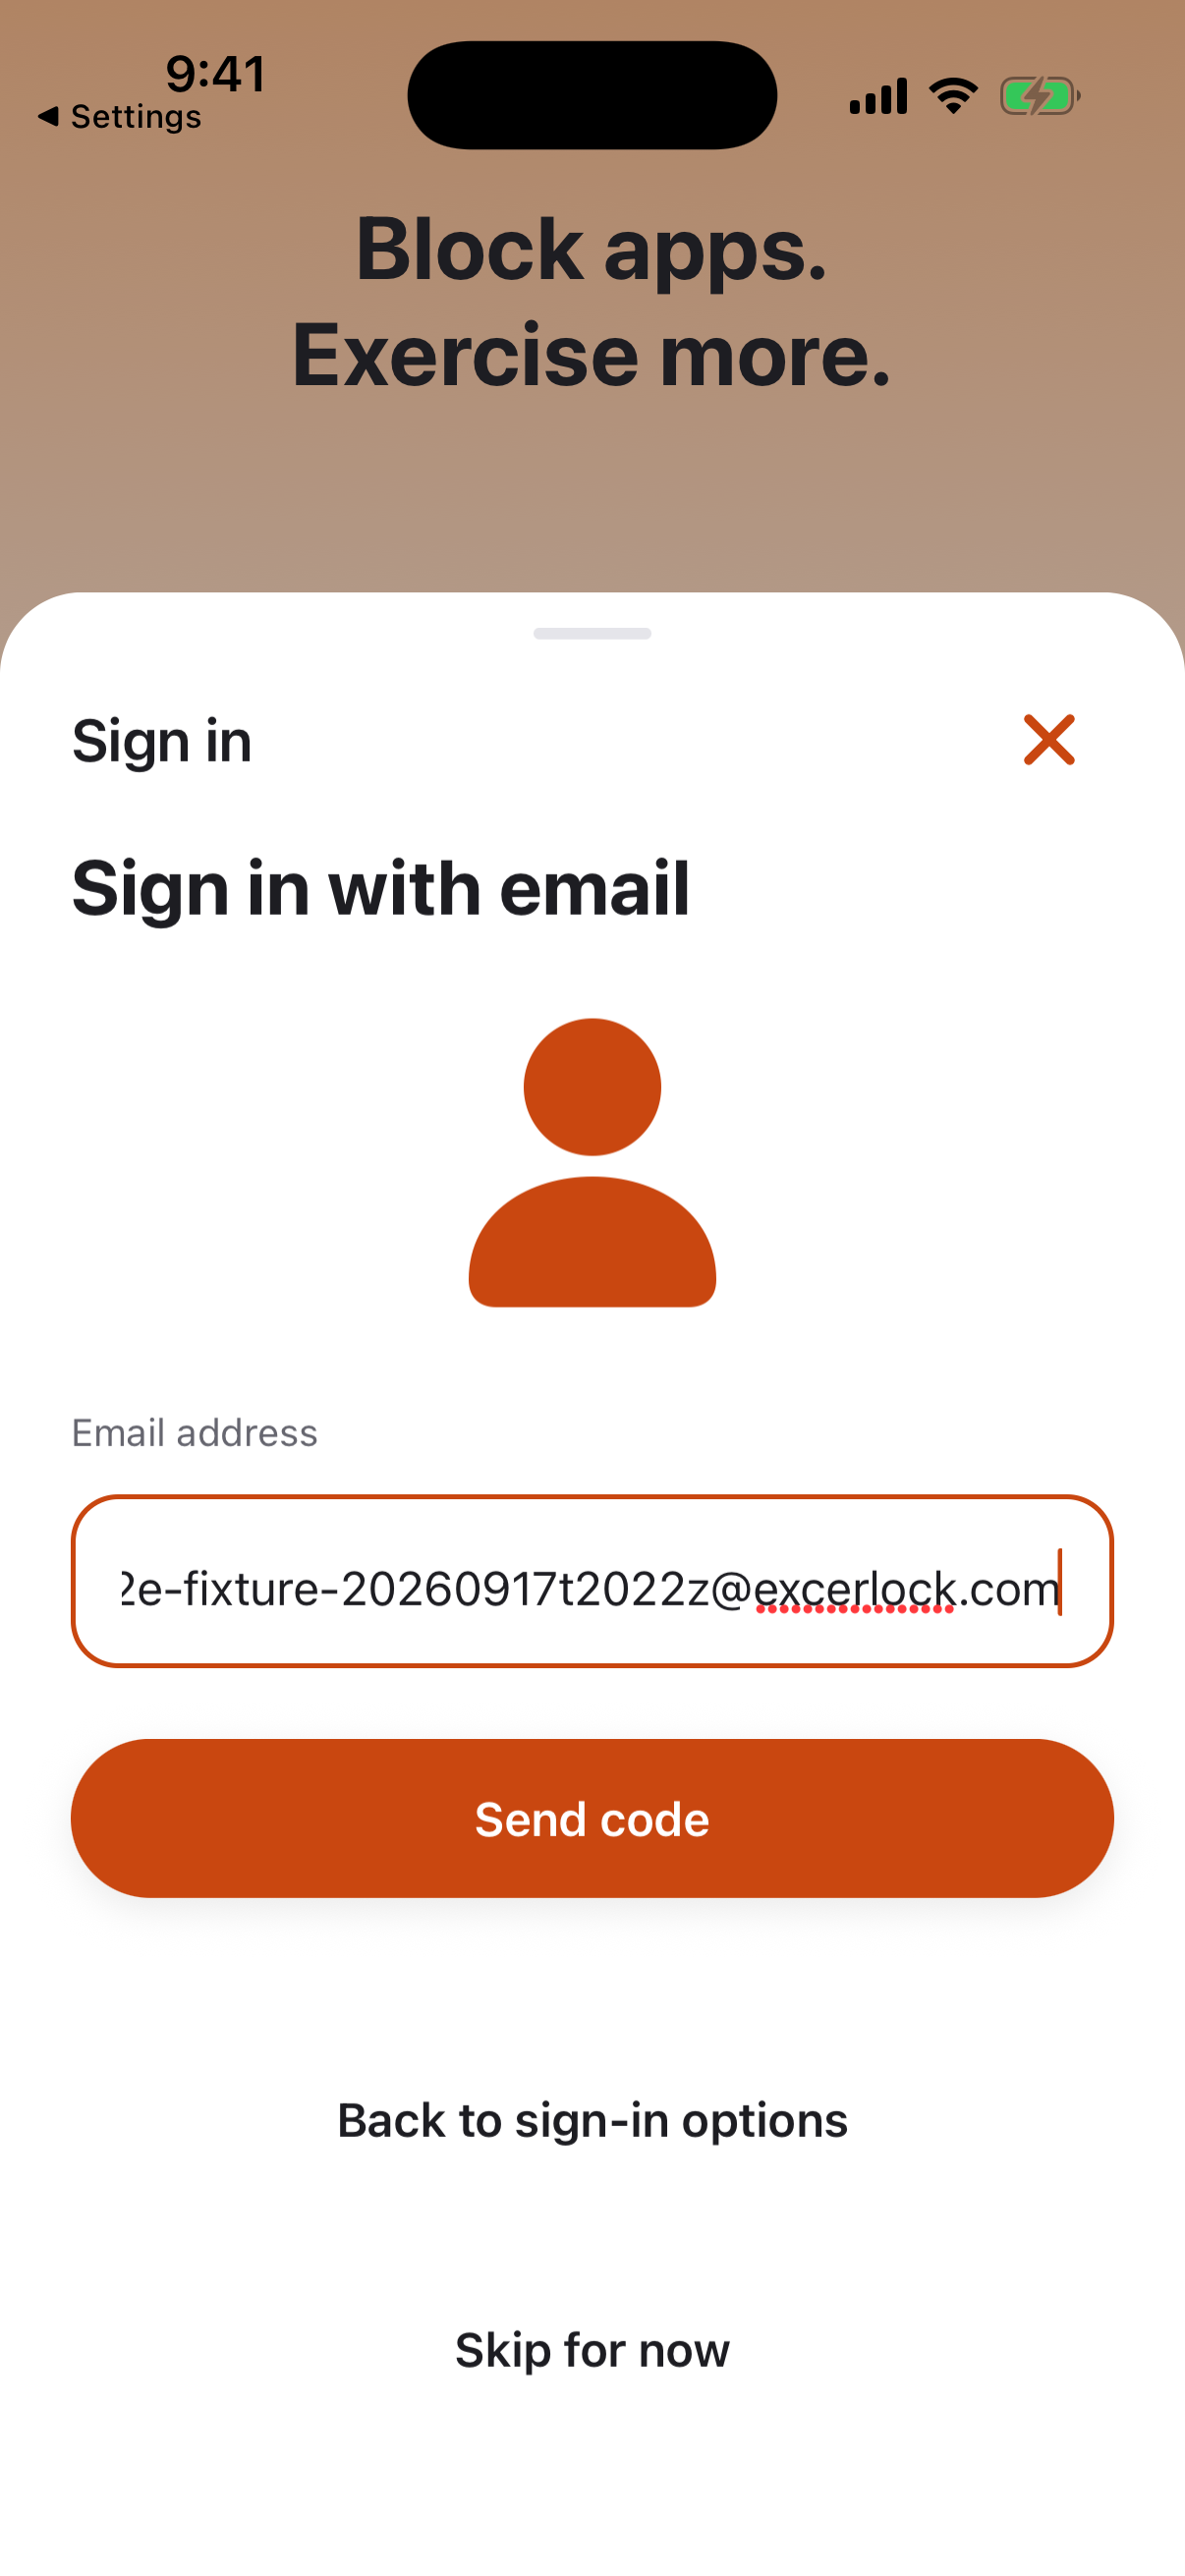 9:41
Settings
Block apps.
Exercise more.
Sign in
Sign in with email
Email address
2e-fixture-20260917t2022z@excerlock.com
Send code
Back to sign-in options
Skip for now